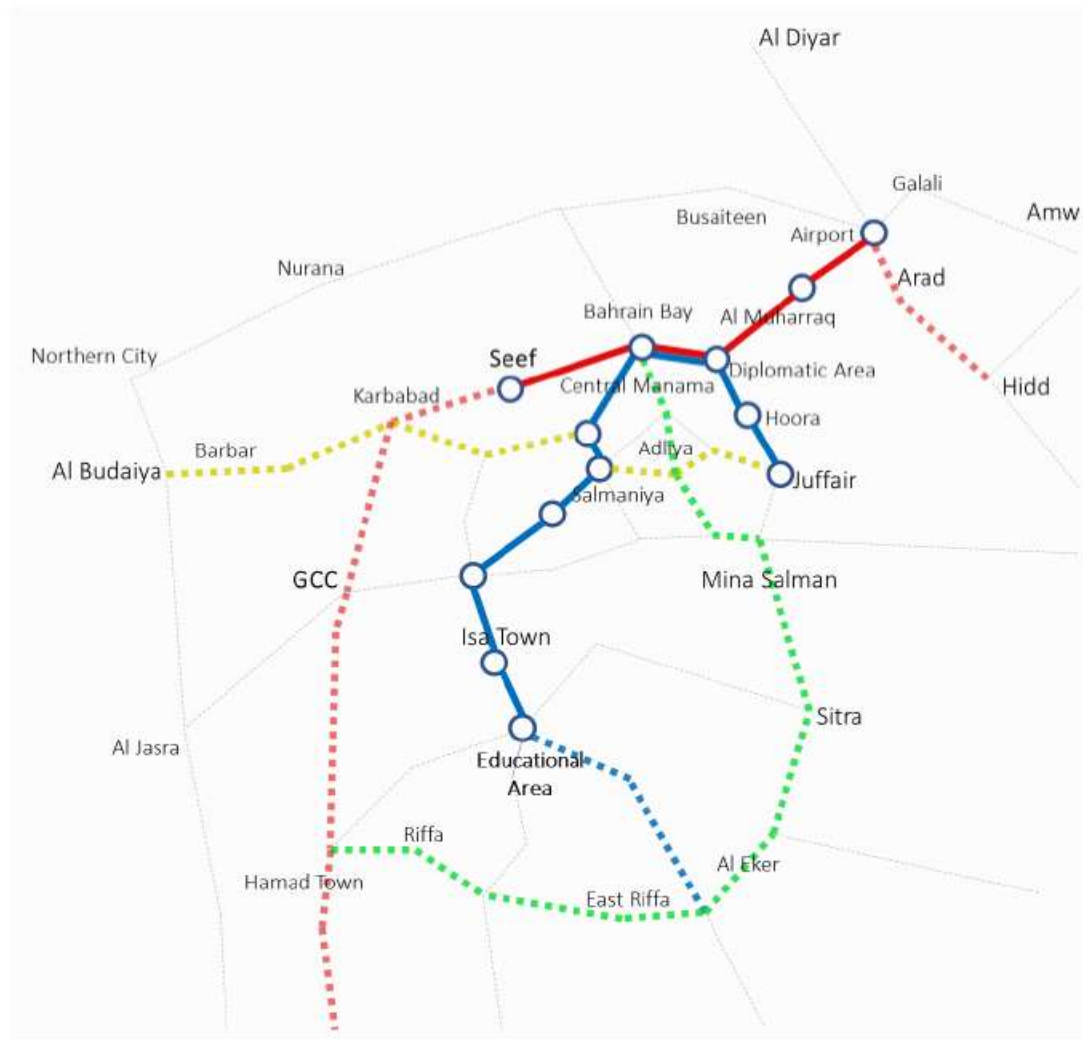 Al Diyar
Galali
Amw
Busaiteen
Airport
Nurana
Arad
Bahrain Bay
Al Muharraq
Northern City
Seef
Diplomatic Area
Central Manama
Hidd
Karbabad
Hoora
Barbar
Adliya
Al Budaiya
Juffair
Salmaniya
GCC
Mina Salman
Isa Town
Sitra
Al Jasra
Educational
Area
Riffa
Al Eker
Hamad Town
East Riffa